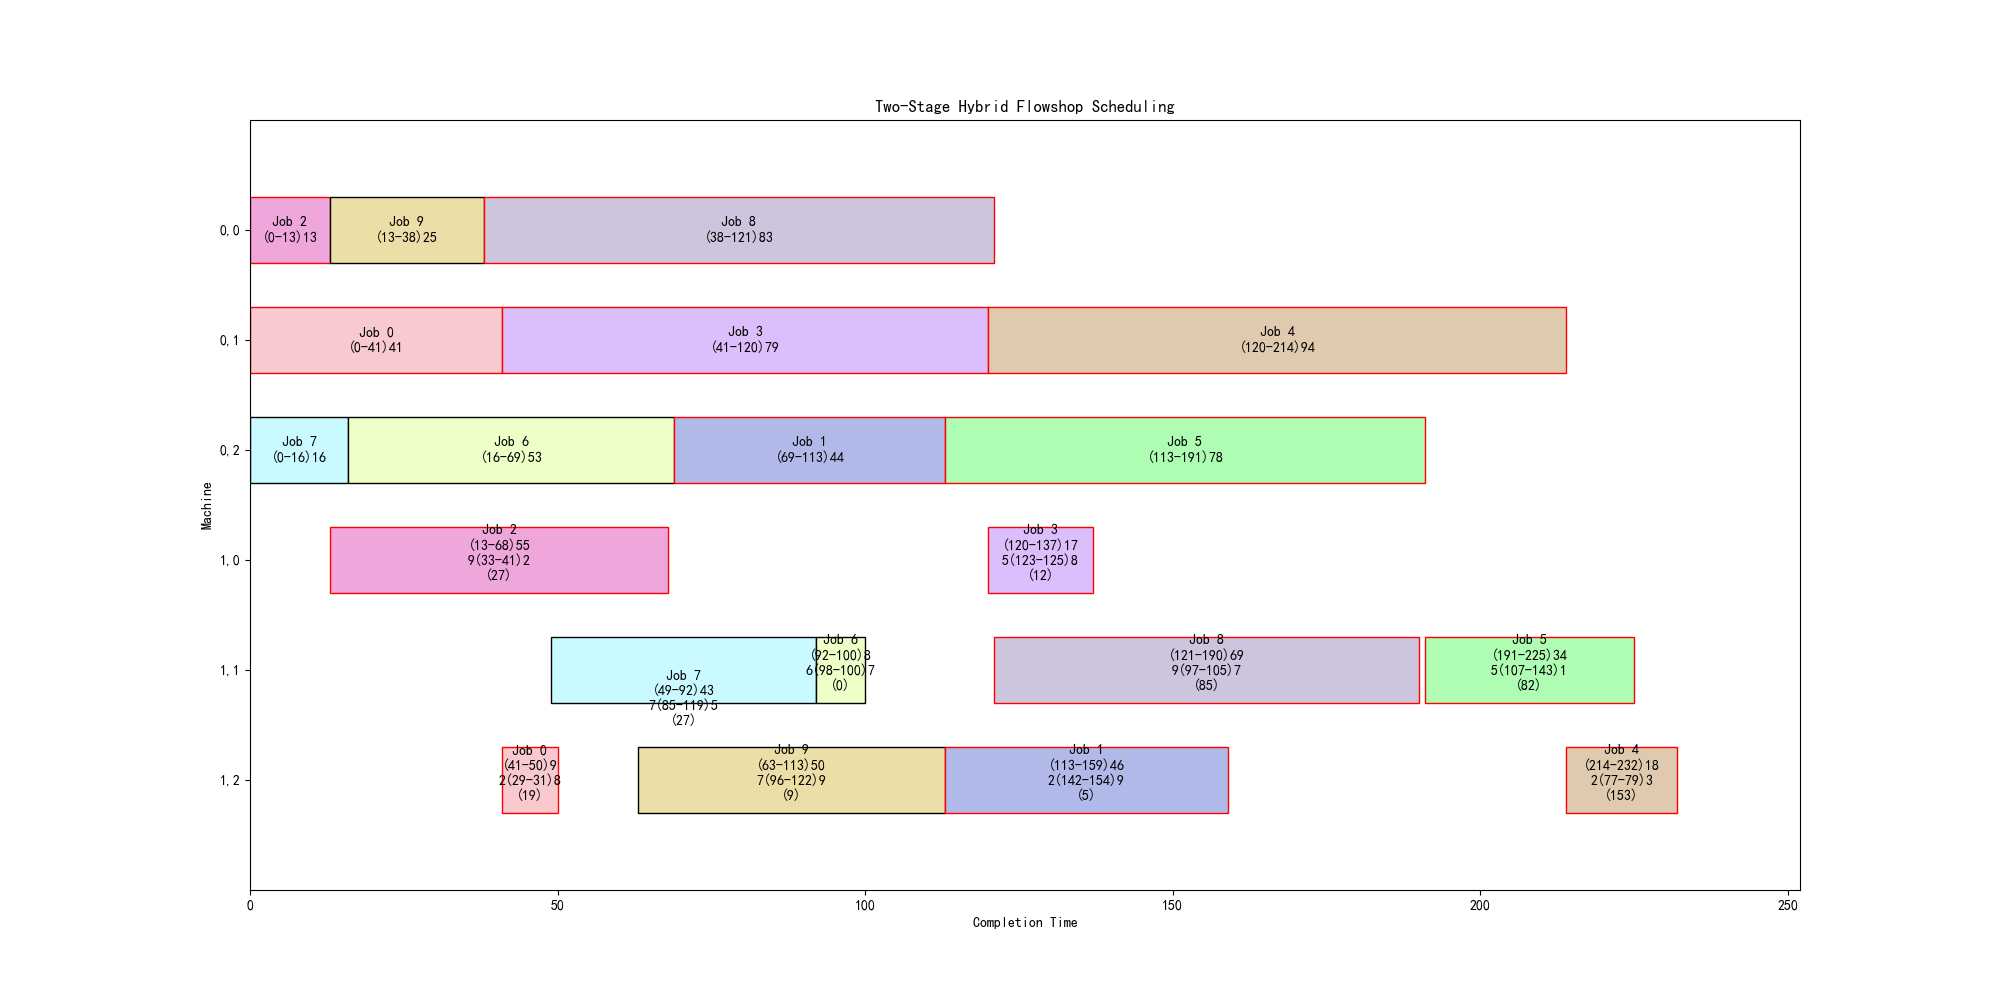 Two-Stage Hybrid Flowshop Scheduling
Machine
0,0
Job 2
(0-13)13
Job 9
(13-38)25
Job 8
(38-121)83
0,1
Job 0
(0-41)41
Job 3
(41-120)79
Job 4
(120-214)94
0,2
Job 7
(0-16)16
Job 6
(16-69)53
Job 1
(69-113)44
Job 5
(113-191)78
1,0
Job 2
(13-68)55
9(33-41)2
(27)
Job 3
(120-137)17
5(123-125)8
(12)
1,1
Job 7
(49-92)43
7(85-119)5
(27)
Job 6
(92-100)8
6(98-100)7
(0)
Job 8
(121-190)69
9(97-105)7
(85)
Job 5
(191-225)34
5(107-143)1
(82)
1,2
Job 0
(41-50)9
2(29-31)8
(19)
Job 9
(63-113)50
7(96-122)9
(9)
Job 1
(113-159)46
2(142-154)9
(5)
Job 4
(214-232)18
2(77-79)3
(153)
0 50 100 150 200 250
Completion Time